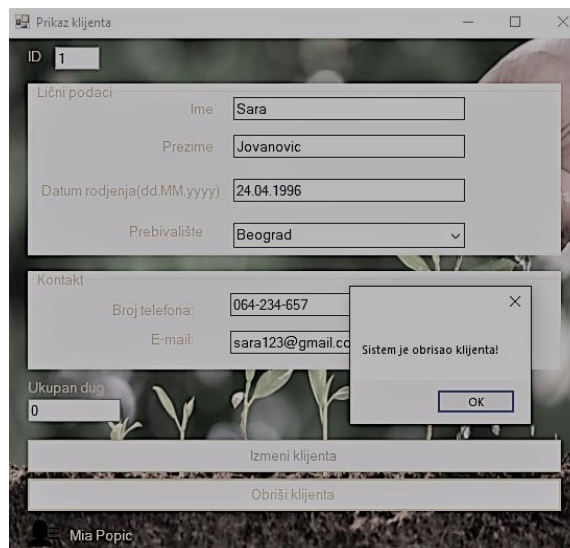 Prikaz klijenta
ID 1
Lični podaci
Ime Sara
Prezime Jovanovic
Datum rodjenja(dd.MM.yyyy) 24.04.1996
Prebivalište Beograd
Kontakt
Broj telefona: 064-234-657
E-mail: sara123@gmail.co
Sistem je obrisao klijenta!
OK
Ukupan dug
0
Izmeni klijenta
Obriši klijenta
Mia Popic